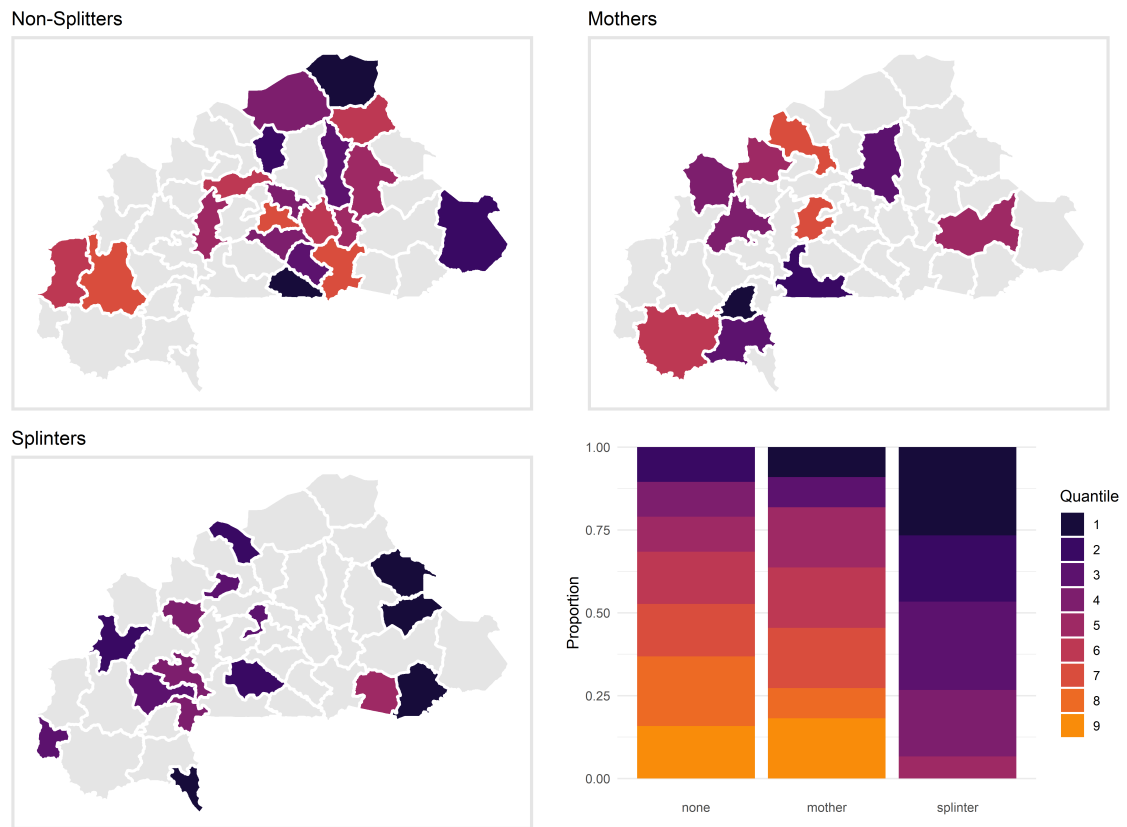 Non-Splitters
Mothers
Splinters
1.00
0.75
0.50
0.25
0.00
Proportion
none
mother
splinter
Quantile
1
2
3
4
5
6
7
8
9